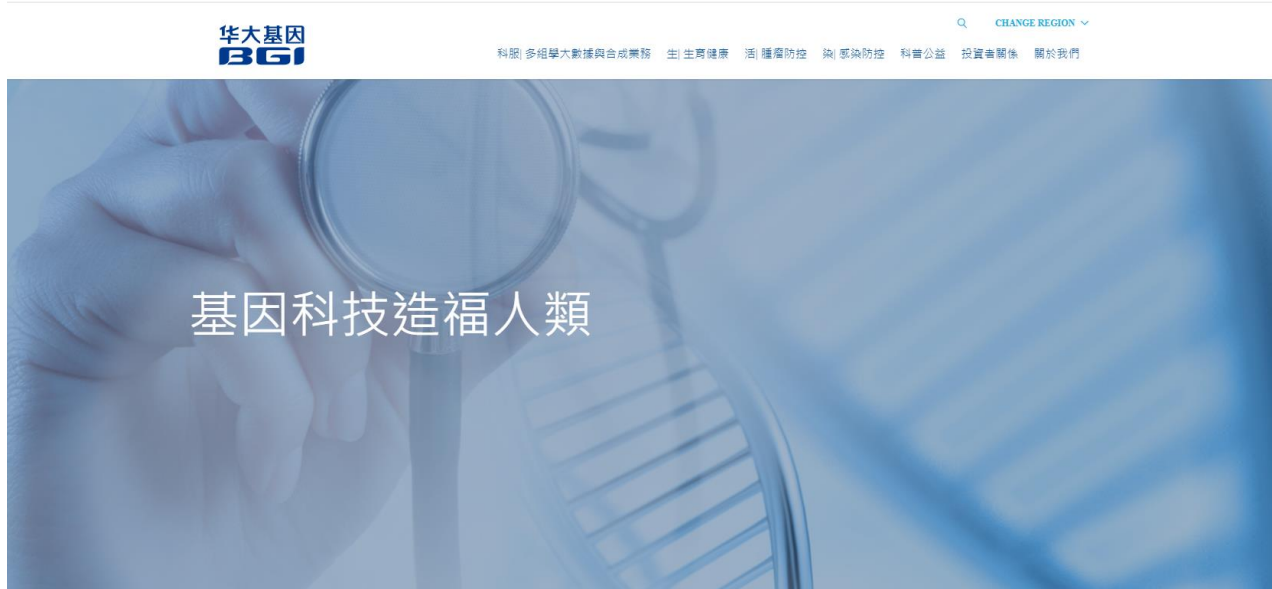 华大基因
BGI
CHANGE REGION
科服| 多組學大數據與合成業務 生| 生育健康 活| 腫瘤防控 染| 感染防控 科普公益 投資者關係 關於我們
基因科技造福人類